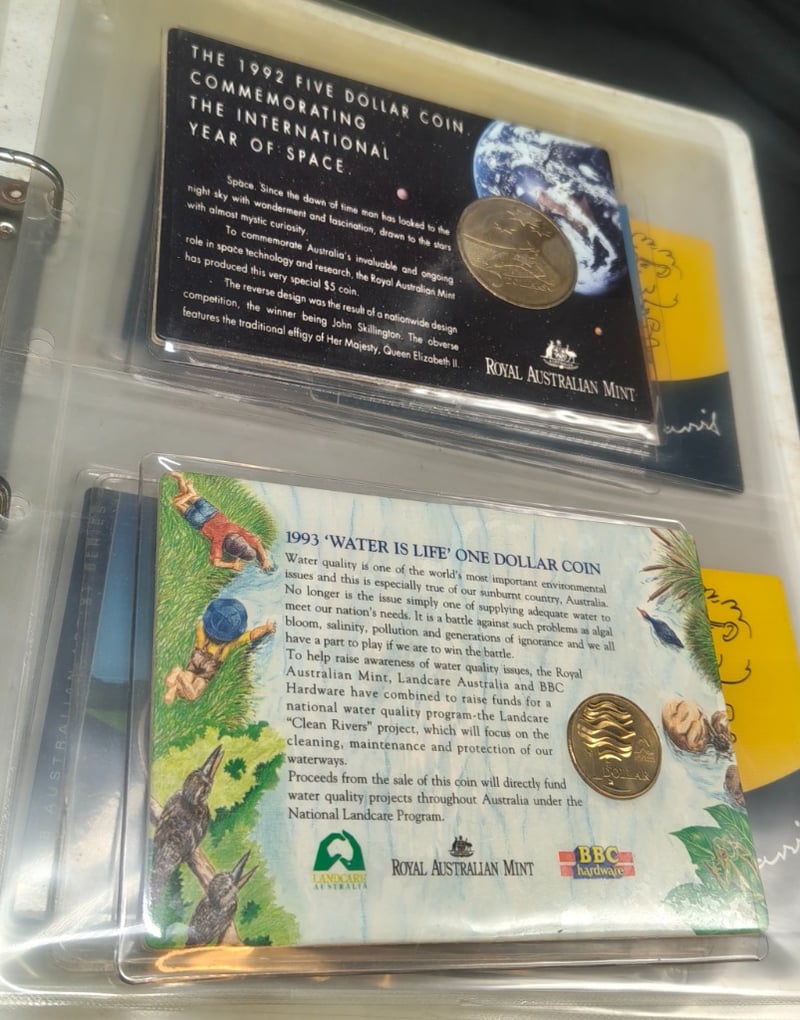 THE 1992 FIVE DOLLAR COIN.
COMMEMORATING
THE INTERNATIONAL
YEAR OF SPACE.
Space. Since the dawn of time man has looked to the
night sky with wonderment and fascination, drawn to the stars
with almost mystic curiosity.
To commemorate Australia's invaluable and ongoing
role in space technology and research, the Royal Australian Mint
has produced this very special $5 coin.
The reverse design was the result of a nationwide design
competition, the winner being John Skillington. The obverse
features the traditional effigy of Her Majesty, Queen Elizabeth II.
5 DOLLARS
ROYAL AUSTRALIAN MINT
1993 'WATER IS LIFE' ONE DOLLAR COIN
Water quality is one of the world's most important environmental
issues and this is especially true of our sunburnt country, Australia.
No longer is the issue simply one of supplying adequate water to
meet our nation's needs. It is a battle against such problems as algal
bloom, salinity, pollution and generations of ignorance and we all
have a part to play if we are to win the battle.
To help raise awareness of water quality issues, the Royal
Australian Mint, Landcare Australia and BBC
Hardware have combined to raise funds for a
national water quality program-the Landcare
"Clean Rivers" project, which will focus on the
cleaning, maintenance and protection of our
waterways.
Proceeds from the sale of this coin will directly fund
water quality projects throughout Australia under the
National Landcare Program.
1 DOLLAR
LANDCARE
AUSTRALIA
ROYAL AUSTRALIAN MINT
BBC
hardware
AUSTRALIAN
SERIES